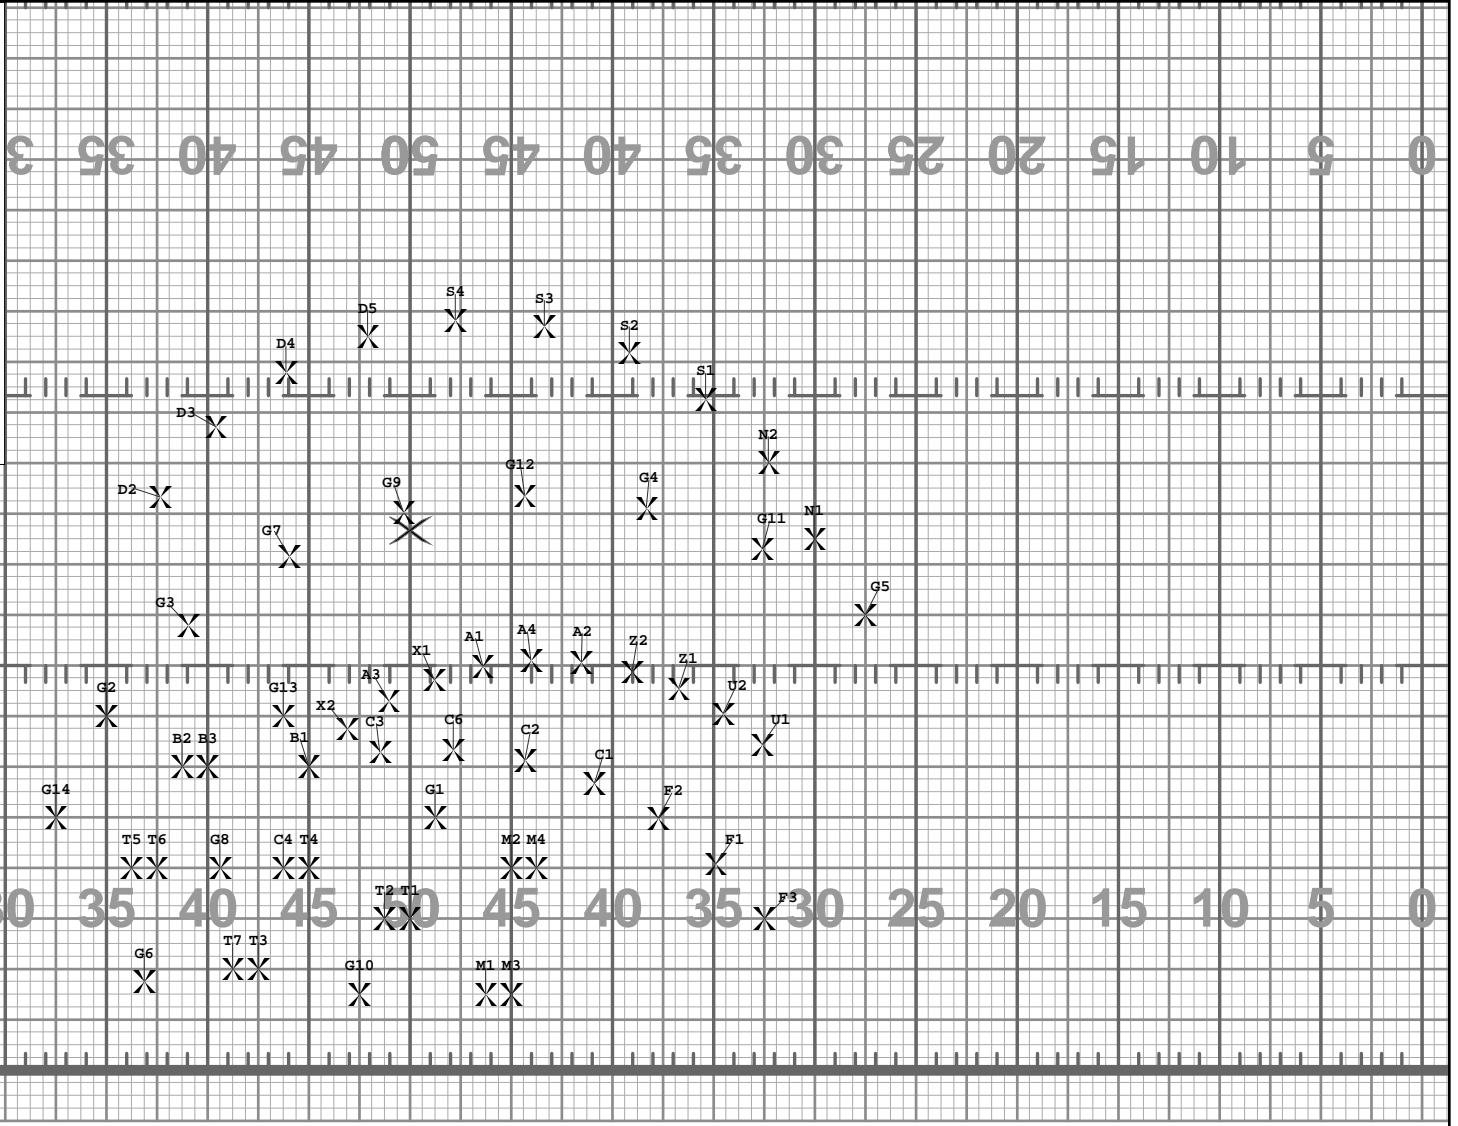 3 35 40 45 50 45 40 35 30 25 20 15 10 5 0
S4
S3
D5
S2
D4
S1
D3
N2
G12
G4
G9
D2
N1
G11
G7
G5
G3
A4 A2
A1 Z2
X1 Z1
A3
G2 G13 U2
X2 C3 C6 U1
C2
B2 B3 B1
C1
G14 G1 F2
T5 T6 G8 C4 T4 M2 M4 F1
T2 T1
F3
30 35 40 45 50 45 40 35 30 25 20 15 10 5 0
T7 T3
G6
G10 M1 M3